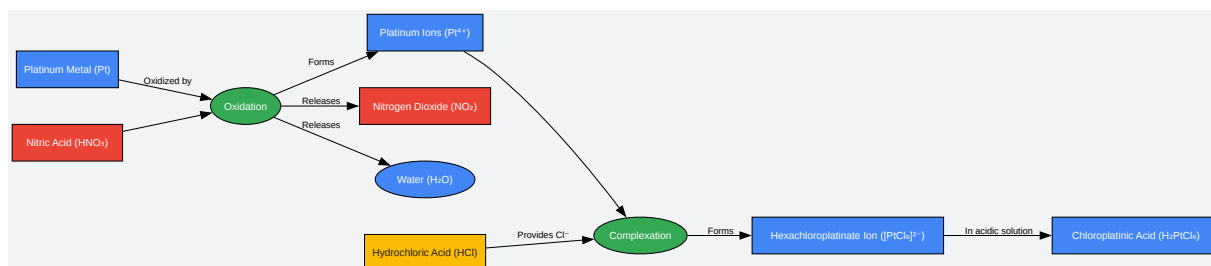 Platinum Ions (Pt⁴⁺)
Platinum Metal (Pt)
Oxidized by
Forms
Oxidation
Releases
Nitrogen Dioxide (NO₂)
Releases
Nitric Acid (HNO₃)
Water (H₂O)
Hydrochloric Acid (HCl)
Provides Cl⁻
Complexation
Forms
Hexachloroplatinate Ion ([PtCl₆]²⁻)
In acidic solution
Chloroplatinic Acid (H₂PtCl₆)